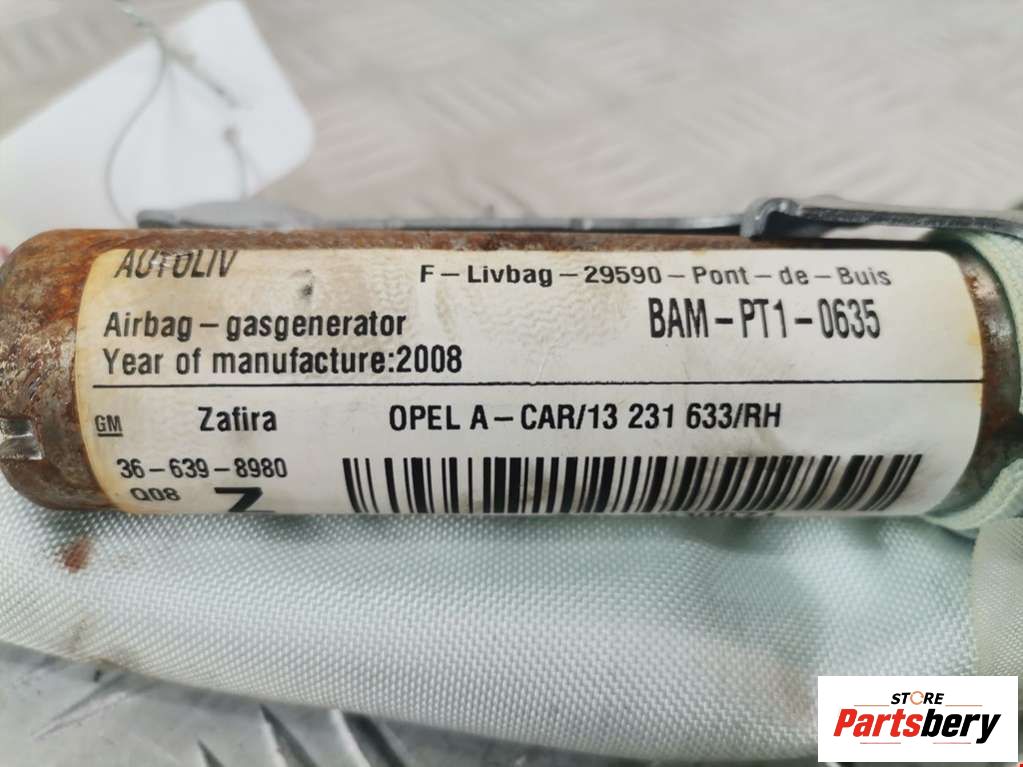 AUTOLIV
F-Livbag-29590-Pont-de-Buis
Airbag-gasgenerator
BAM-PT1-0635
Year of manufacture:2008
GM
Zafira
OPEL A-CAR/13 231 633/RH
36-639-8980
Q08
STORE
Partsbery